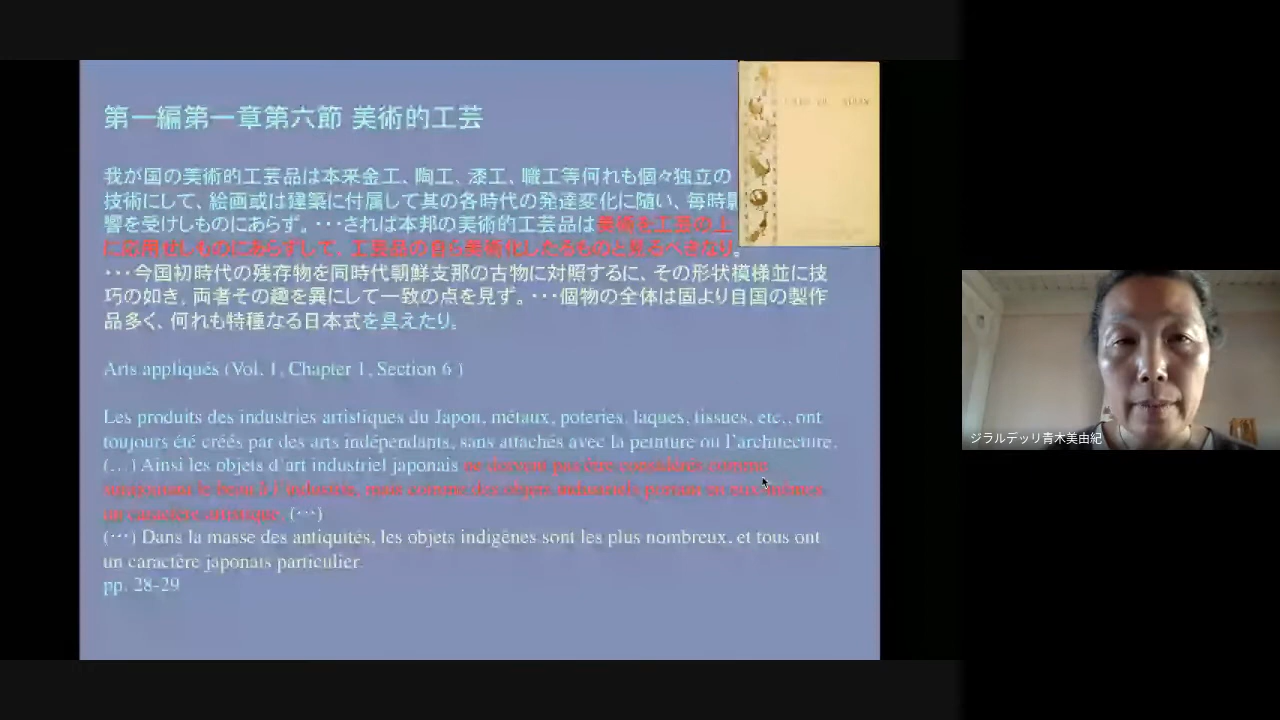 第一編第一章第六節 美術的工芸
我が国の美術的工芸品は本来金工、陶工、漆工、職工等何れも個々独立の
技術にして、絵画或は建築に付属して其の各時代の発達変化に随い、毎時
響を受けしものにあらず。・・・されば本邦の美術的工芸品は美術を工芸の上
に応用せしものにあらずして、工芸品の自ら美術化したるものと見るべきなり。
・・・今国初時代の残存物を同時代朝鮮支那の古物に対照するに、その形状模様並に技
巧の如き、両者その趣を異にして一致の点を見ず。・・・個物の全体は固より自国の製作
品多く、何れも特種なる日本式を具えたり。
Arts appliqués (Vol. 1, Chapter 1, Section 6 )
Les produits des industries artistiques du Japon, métaux, poteries, laques, tissues, etc., ont
toujours été créés par des arts indépendants, sans attachés avec la peinture ou l'architecture.
(…) Ainsi les objets d'art industriel japonais ne doivent pas être considérés comme
le beau à l'industrie, mais comme des objets industriels portant en eux-mêmes
un caractère artistique. (…)
(…) Dans la masse des antiquités, les objets indigènes sont les plus nombreux, et tous ont
un caractère japonais particulier.
pp. 28-29
ジラルデッリ青木美由紀